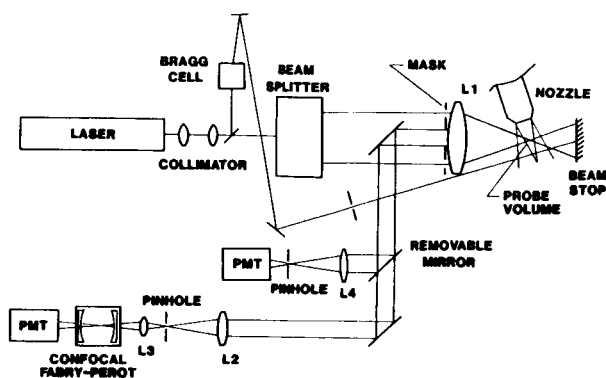 BRAGG
CELL
BEAM
SPLITTER
MASK
L1
NOZZLE
LASER
COLLIMATOR
PROBE
VOLUME
BEAM
STOP
PMT
PINHOLE
L4
REMOVABLE
MIRROR
PINHOLE
PMT
L3
L2
CONFOCAL
FABRY-PEROT